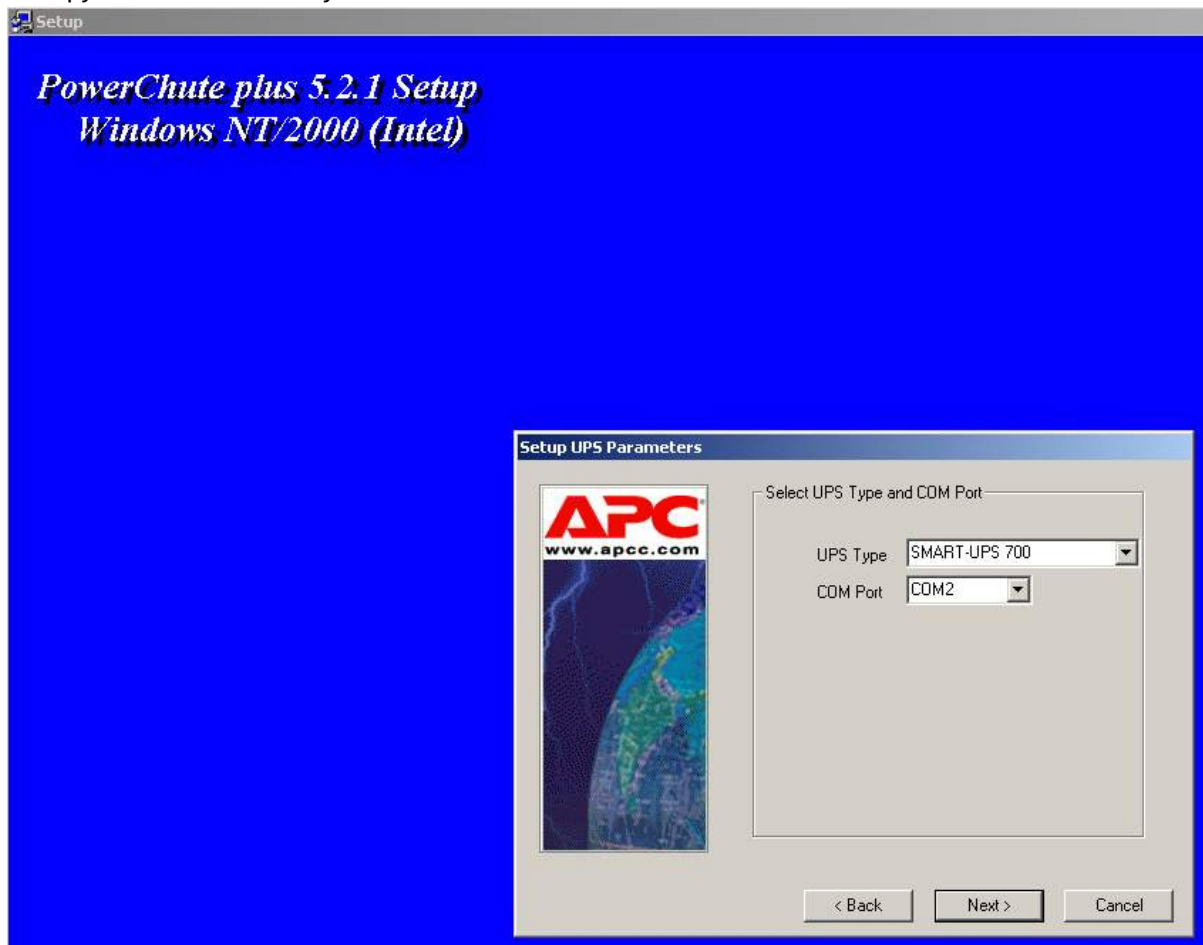 Setup
PowerChute plus 5.2.1 Setup
Windows NT/2000 (Intel)
Setup UPS Parameters
APC
www.apcc.com
Select UPS Type and COM Port
UPS Type SMART-UPS 700
COM Port COM2
< Back Next > Cancel